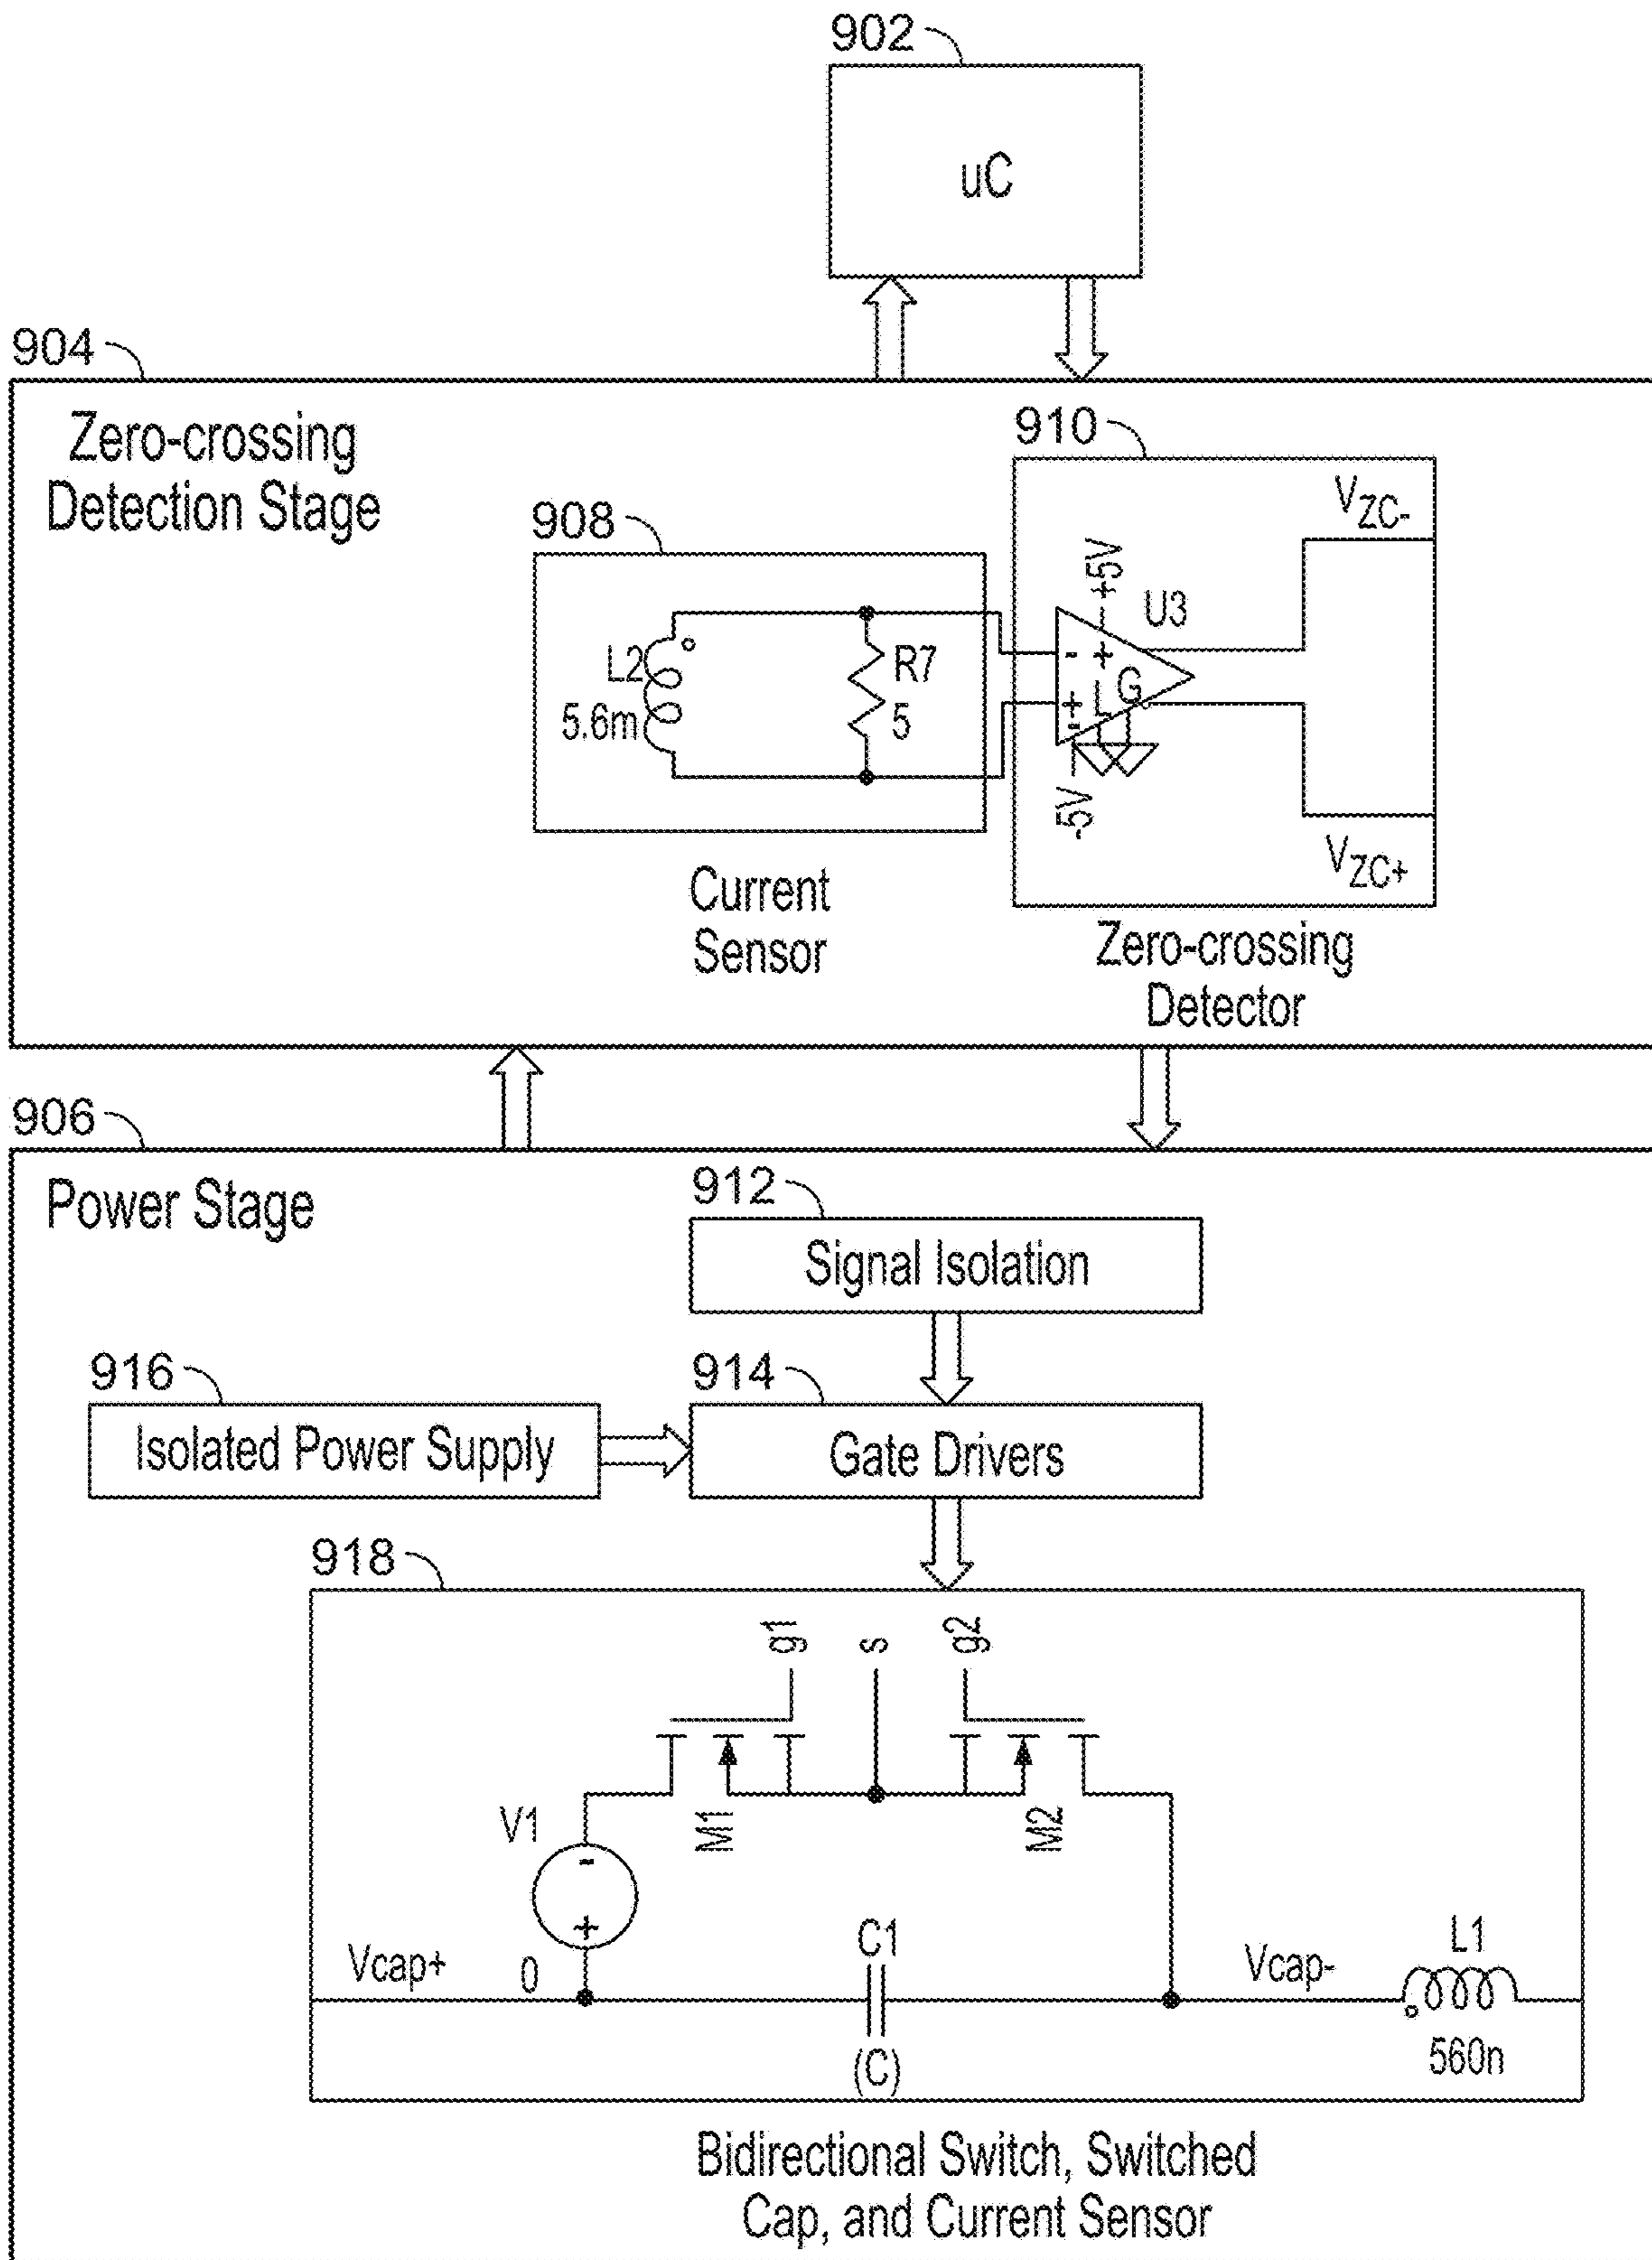 902
uC
904
Zero-crossing
Detection Stage
910
VZC-
908
+5V
U3
L2
5.6m
R7
5
- +
L G
+
-
-5V
VZC+
Current
Sensor
Zero-crossing
Detector
906
Power Stage
912
Signal Isolation
916
Isolated Power Supply
914
Gate Drivers
918
g1
s
g2
V1
-
+
M1
M2
Vcap+
0
C1
(C)
Vcap-
L1
560n
Bidirectional Switch, Switched
Cap, and Current Sensor